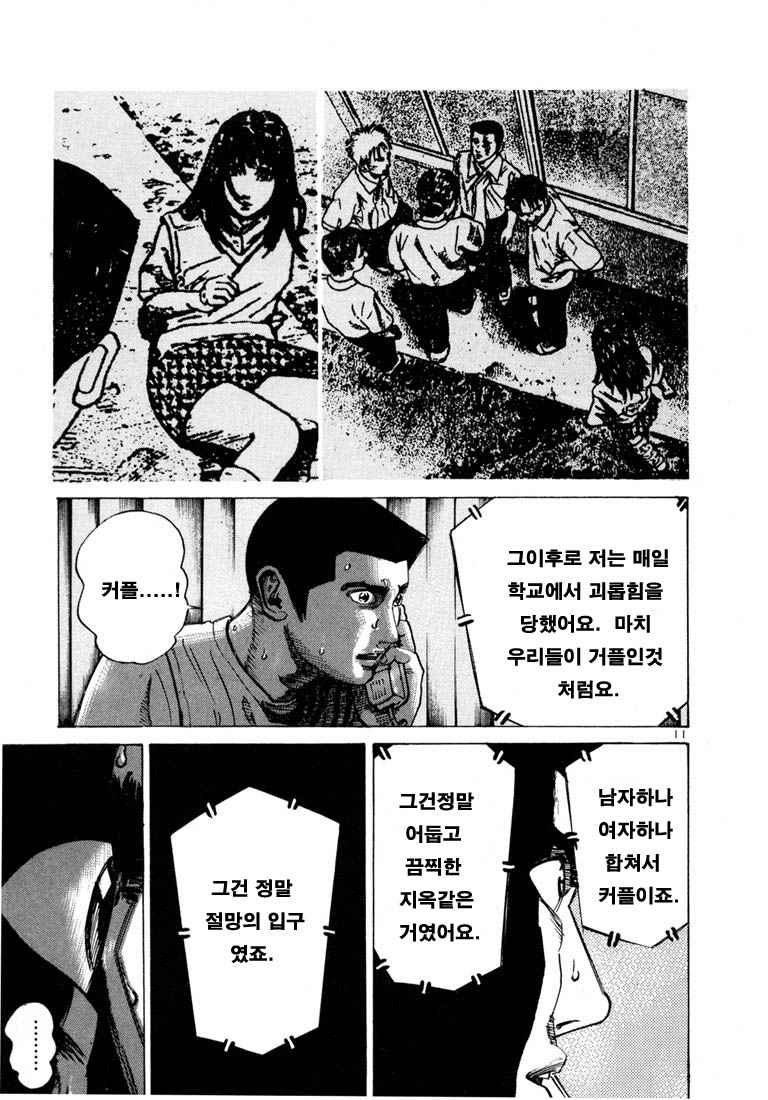 그이후로 저는 매일
학교에서 괴롭힘을
당했어요. 마치
우리들이 커플인것
처럼요.
커플.....!
11
남자하나
여자하나
합쳐서
커플이죠.
그건정말
어둡고
끔찍한
지옥같은
거였어요.
그건 정말
절망의 입구
였죠.
........